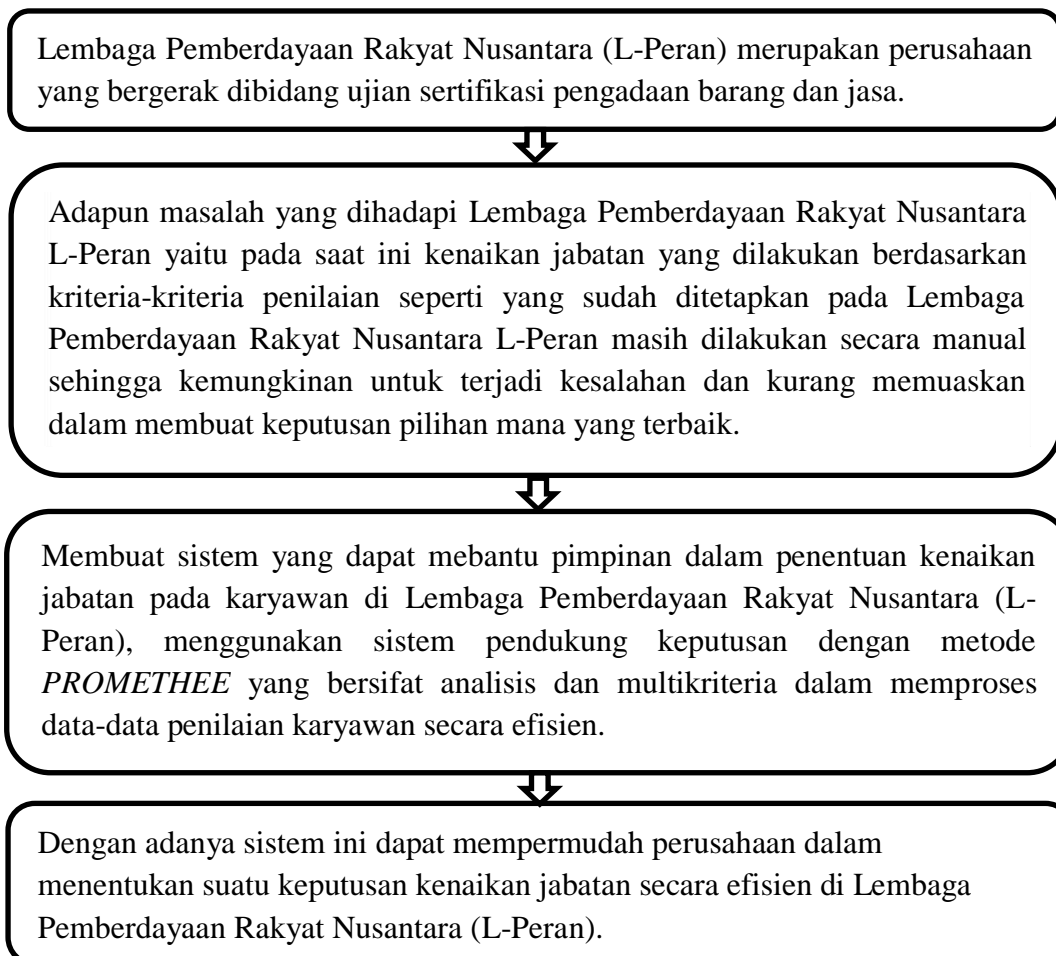 Lembaga Pemberdayaan Rakyat Nusantara (L-Peran) merupakan perusahaan
yang bergerak dibidang ujian sertifikasi pengadaan barang dan jasa.
Adapun masalah yang dihadapi Lembaga Pemberdayaan Rakyat Nusantara
L-Peran yaitu pada saat ini kenaikan jabatan yang dilakukan berdasarkan
kriteria-kriteria penilaian seperti yang sudah ditetapkan pada Lembaga
Pemberdayaan Rakyat Nusantara L-Peran masih dilakukan secara manual
sehingga kemungkinan untuk terjadi kesalahan dan kurang memuaskan
dalam membuat keputusan pilihan mana yang terbaik.
Membuat sistem yang dapat mebantu pimpinan dalam penentuan kenaikan
jabatan pada karyawan di Lembaga Pemberdayaan Rakyat Nusantara (L-
Peran), menggunakan sistem pendukung keputusan dengan metode
PROMETHEE yang bersifat analisis dan multikriteria dalam memproses
data-data penilaian karyawan secara efisien.
Dengan adanya sistem ini dapat mempermudah perusahaan dalam
menentukan suatu keputusan kenaikan jabatan secara efisien di Lembaga
Pemberdayaan Rakyat Nusantara (L-Peran).